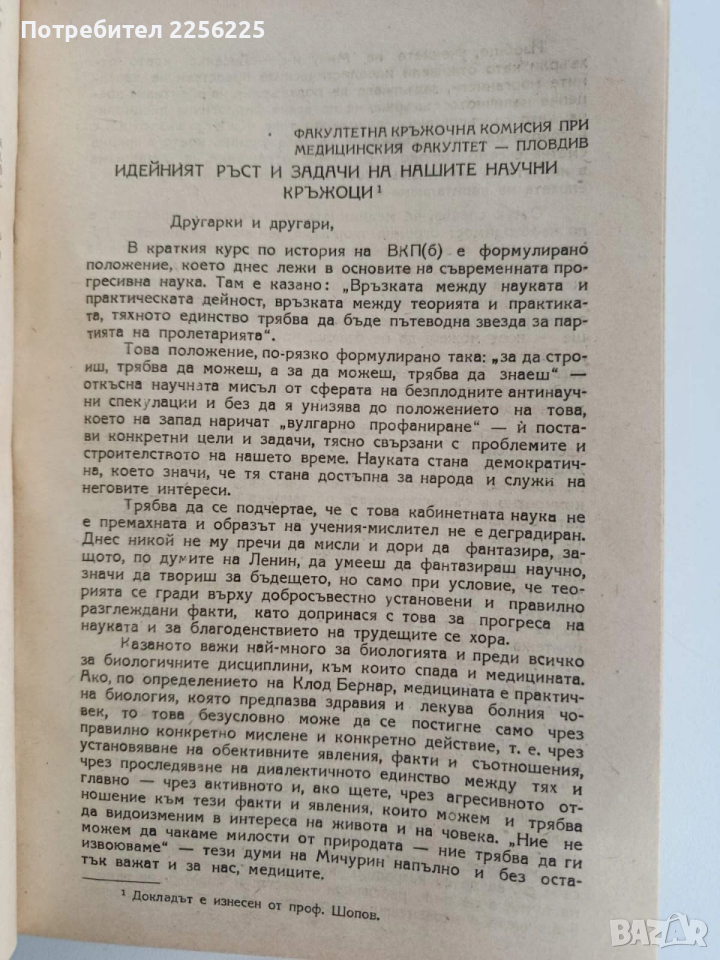 Потребител 2256225
ФАКУЛТЕТНА КРЪЖОЧНА КОМИСИЯ ПРИ
МЕДИЦИНСКИЯ ФАКУЛТЕТ — ПЛОВДИВ
ИДЕЙНИЯТ РЪСТ И ЗАДАЧИ НА НАШИТЕ НАУЧНИ
КРЪЖОЦИ¹
Другарки и другари,
В краткия курс по история на ВКП(б) е формулирано
положение, което днес лежи в основите на съвременната про-
гресивна наука. Там е казано: „Връзката между науката и
практическата дейност, връзката между теорията и практика-
та, тяхното единство трябва да бъде пътеводна звезда за пар-
тията на пролетарията“.
Това положение, по-рязко формулирано така: „за да стро-
иш, трябва да можеш, а за да можеш, трябва да знаеш“ —
откъсна научната мисъл от сферата на безплодните антинауч-
ни спекулации и без да я унизява до положението на това,
което на запад наричат „вулгарно профаниране“ — ѝ поста-
ви конкретни цели и задачи, тясно свързани с проблемите и
строителството на нашето време. Науката стана демократич-
на, което значи, че тя стана достъпна за народа и служи на
неговите интереси.
Трябва да се подчертае, че с това кабинетната наука не
е премахната и образът на учения-мислител не е деградиран.
Днес никой не му пречи да мисли и дори да фантазира, за-
щото, по думите на Ленин, да умееш да фантазираш научно,
значи да твориш за бъдещето, но само при условие, че тео-
рията се гради върху добросъвестно установени и правилно
разглеждани факти, като допринася с това за прогреса на
науката и за благоденствието на трудещите се хора.
Казаното важи най-много за биологията и преди всичко
за биологичните дисциплини, към които спада и медицината.
Ако, по определението на Клод Бернар, медицината е практич-
на биология, която предпазва здравия и лекува болния чо-
век, то това безусловно може да се постигне само чрез
правилно конкретно мислене и конкретно действие, т. е. чрез
установяване на обективните явления, факти и съотношения,
чрез проследяване на диалектичното единство между тях и
главно — чрез активното и, ако щете, чрез агресивното от-
ношение към тези факти и явления, които можем и трябва
да видоизменим в интереса на живота и на човека. „Ние не
можем да чакаме милости от природата — ние трябва да ги
извоюваме“ — тези думи на Мичурин напълно и без оста-
тък важат и за нас, медиците.
¹ Докладът е изнесен от проф. Шопов.
BAZAR
bg